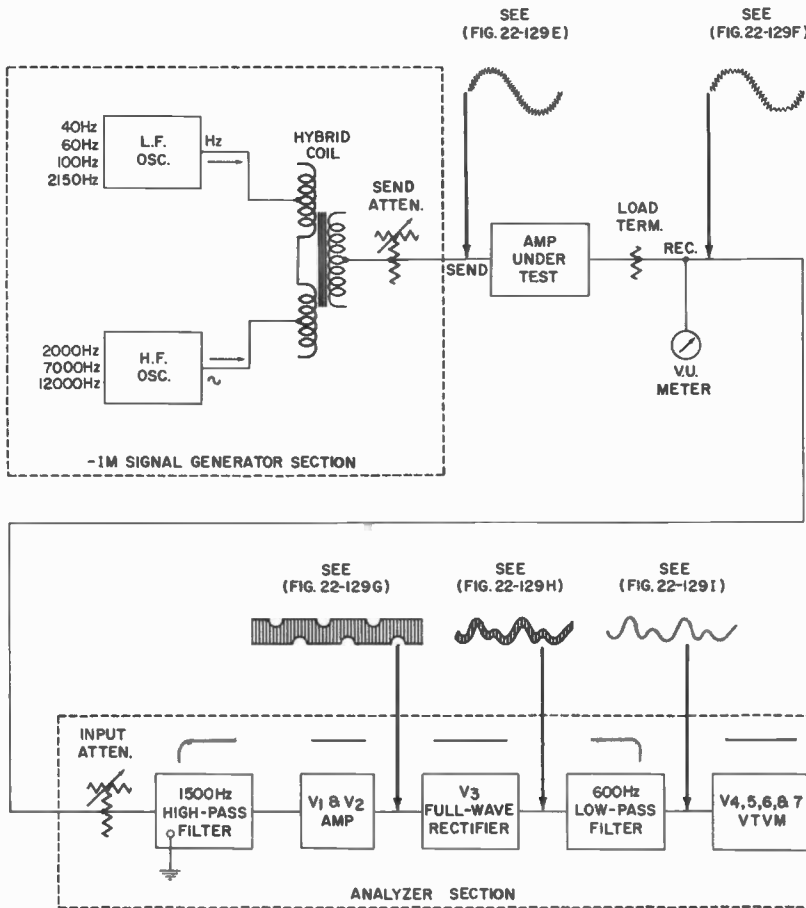 SEE
(FIG. 22-129E)
SEE
(FIG. 22-129F)
40Hz
60Hz
100Hz
2150Hz
L.F.
OSC.
Hz
HYBRID
COIL
SEND
ATTEN.
SEND
AMP
UNDER
TEST
LOAD
TERM.
REC.
V.U.
METER
2000Hz
7000Hz
12000Hz
H.F.
OSC.
~
-IM SIGNAL GENERATOR SECTION
SEE
(FIG. 22-129G)
SEE
(FIG. 22-129H)
SEE
(FIG. 22-129I)
INPUT
ATTEN.
1500Hz
HIGH-PASS
FILTER
V1 & V2
AMP
V3
FULL-WAVE
RECTIFIER
600Hz
LOW-PASS
FILTER
V4,5,6,& 7
VTVM
ANALYZER SECTION